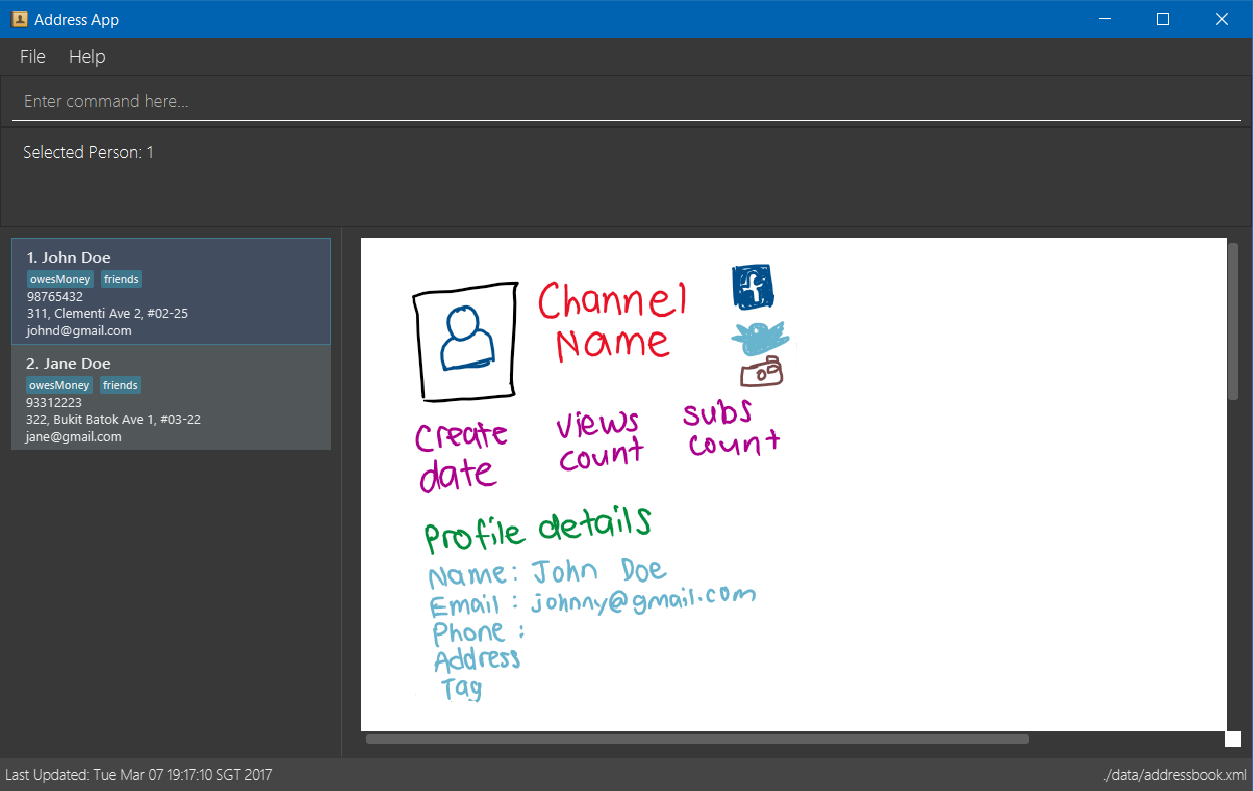 Address App
File Help
Enter command here...
Selected Person: 1
1. John Doe
owesMoney friends
98765432
311, Clementi Ave 2, #02-25
johnd@gmail.com
2. Jane Doe
owesMoney friends
93312223
322, Bukit Batok Ave 1, #03-22
jane@gmail.com
Channel
Name
f
Create
date
views
count
subs
count
Profile details
Name: John Doe
Email : johnny@gmail.com
Phone :
Address
Tag
Last Updated: Tue Mar 07 19:17:10 SGT 2017
./data/addressbook.xml